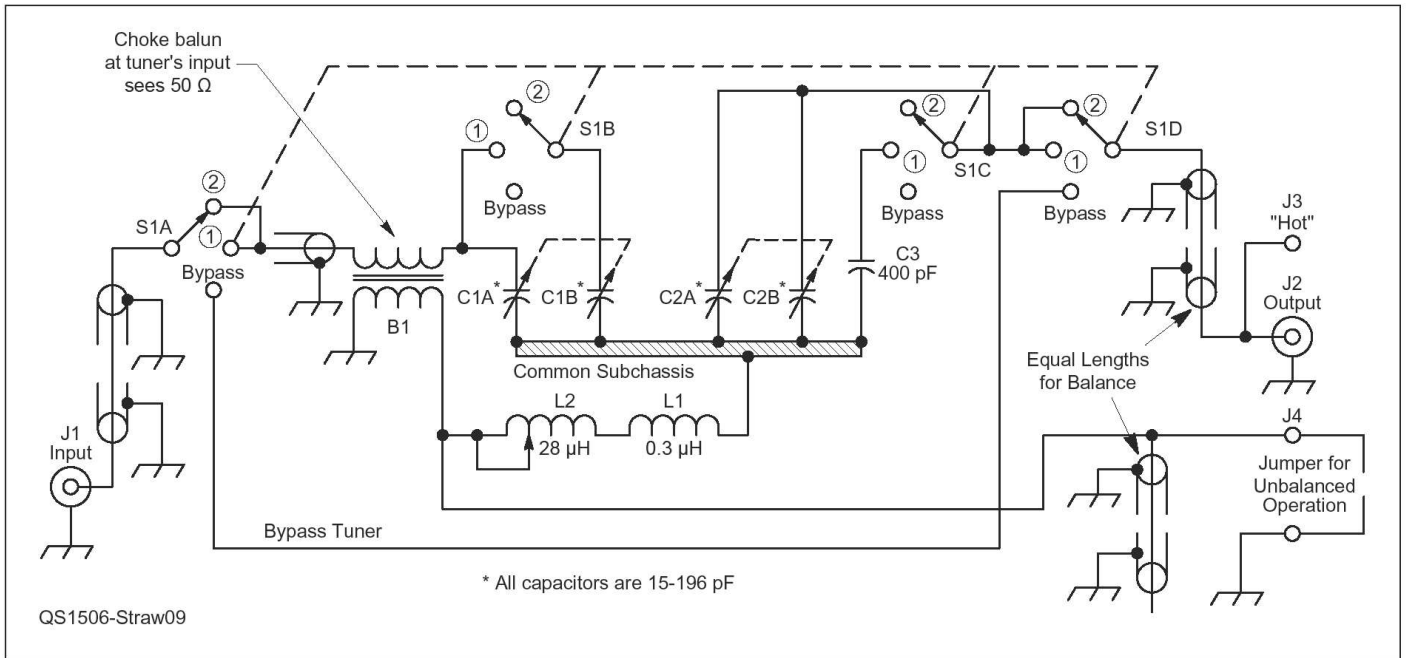 Choke balun
at tuner's input
sees 50 Ω
②
①
S1B
Bypass
②
S1A
①
Bypass
②
①
S1C
Bypass
②
S1D
①
Bypass
J3
"Hot"
J2
Output
C1A*
C1B*
C2A*
C2B*
C3
400 pF
B1
Common Subchassis
L2
28 µH
L1
0.3 µH
Equal Lengths
for Balance
J1
Input
J4
Jumper for
Unbalanced
Operation
Bypass Tuner
* All capacitors are 15-196 pF
QS1506-Straw09